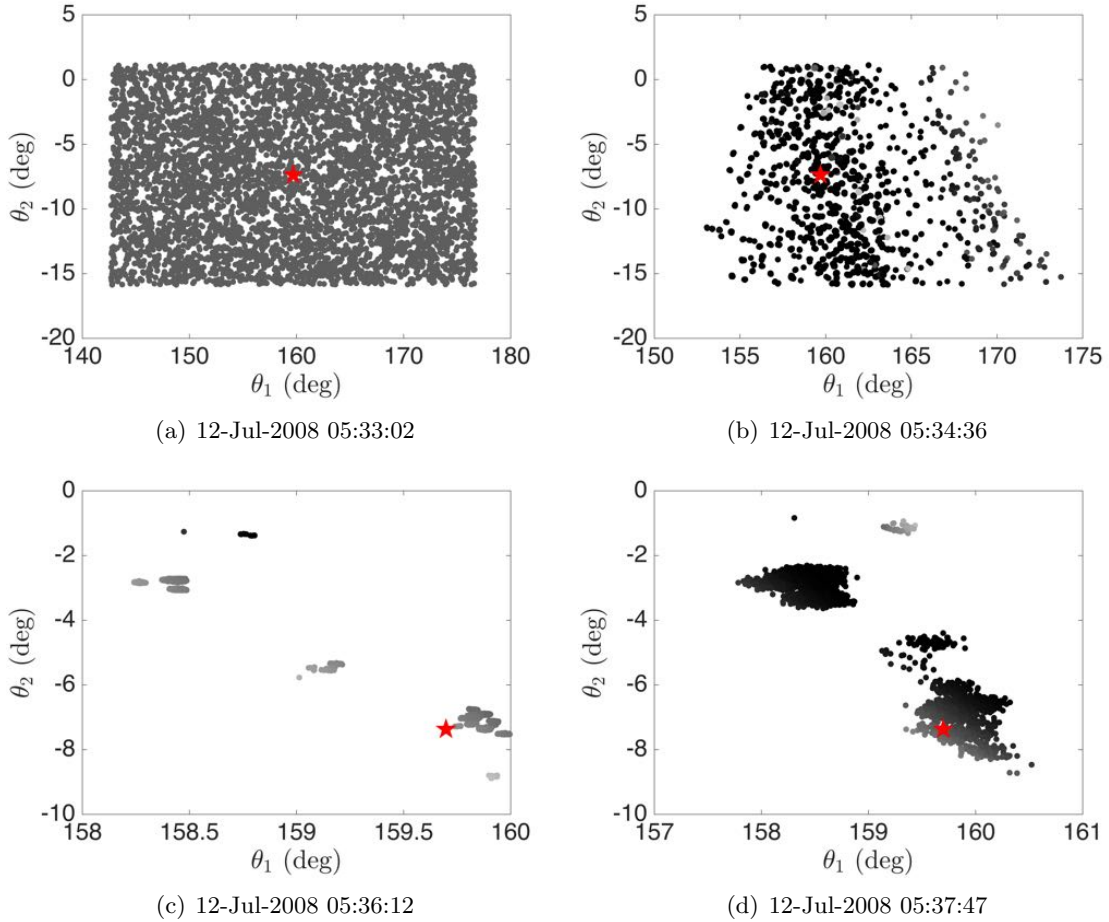 5
0
-5
-10
-15
-20
θ₂ (deg)
140 150 160 170 180
θ₁ (deg)
(a) 12-Jul-2008 05:33:02
5
0
-5
-10
-15
-20
θ₂ (deg)
150 155 160 165 170 175
θ₁ (deg)
(b) 12-Jul-2008 05:34:36
0
-2
-4
-6
-8
-10
θ₂ (deg)
158 158.5 159 159.5 160
θ₁ (deg)
(c) 12-Jul-2008 05:36:12
0
-2
-4
-6
-8
-10
θ₂ (deg)
157 158 159 160 161
θ₁ (deg)
(d) 12-Jul-2008 05:37:47